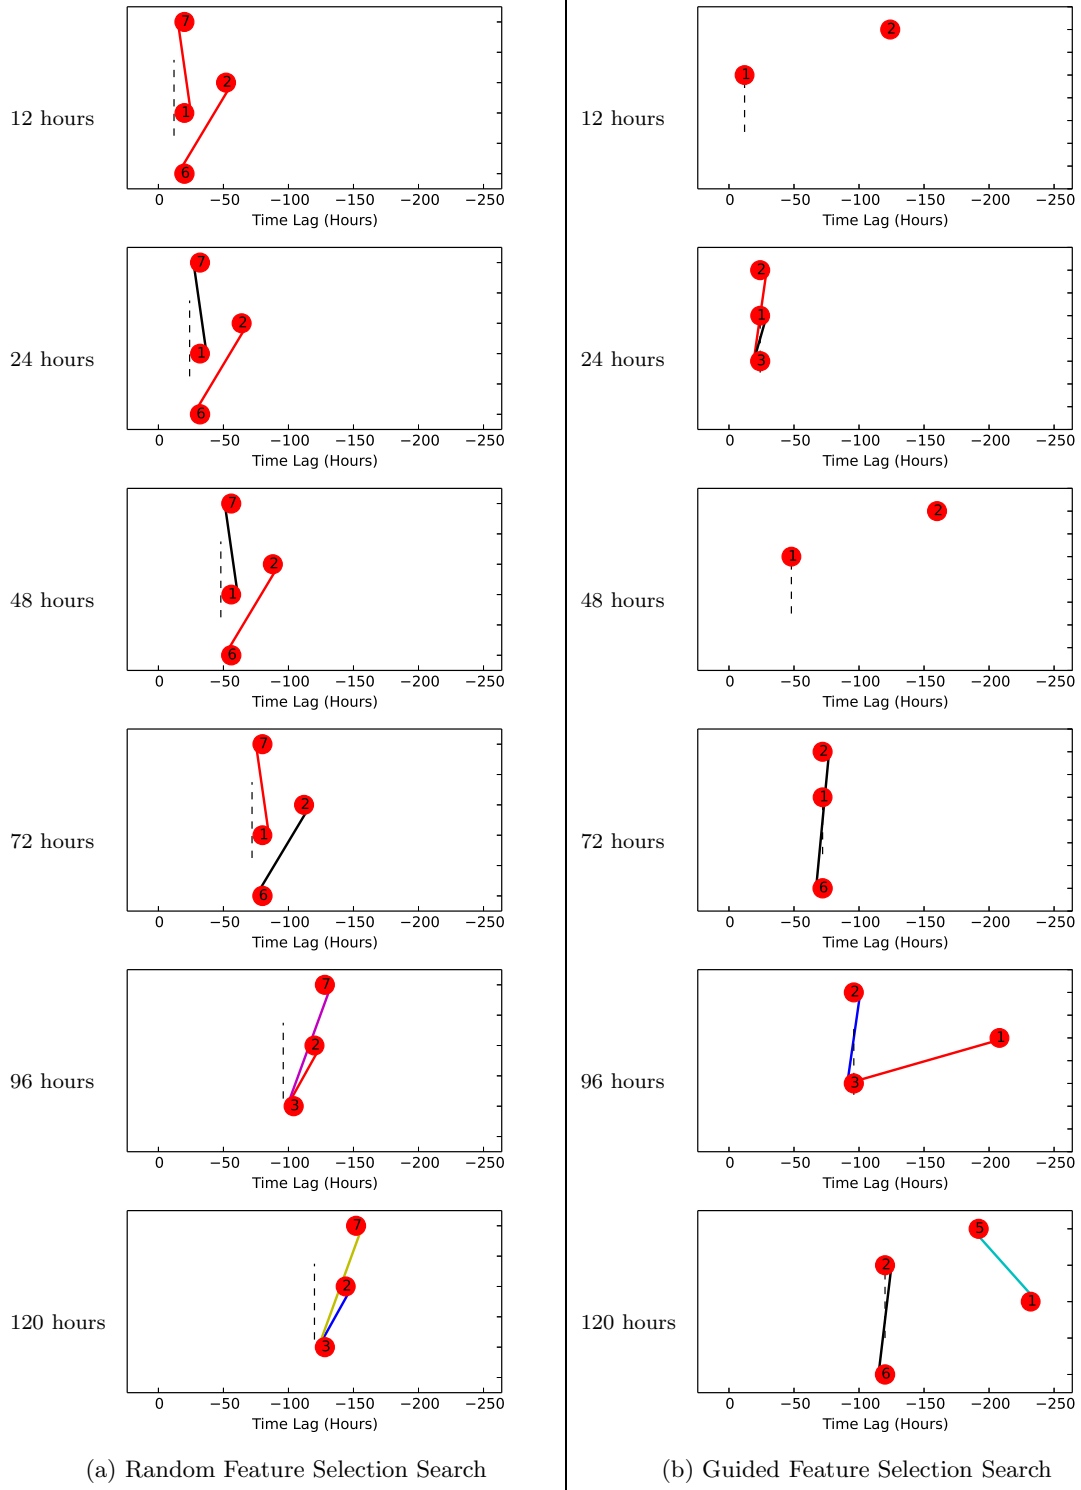 7
2
1
6
12 hours
0 −50 −100 −150 −200 −250
Time Lag (Hours)
7
2
1
6
24 hours
0 −50 −100 −150 −200 −250
Time Lag (Hours)
7
2
1
6
48 hours
0 −50 −100 −150 −200 −250
Time Lag (Hours)
7
2
1
6
72 hours
0 −50 −100 −150 −200 −250
Time Lag (Hours)
7
2
3
96 hours
0 −50 −100 −150 −200 −250
Time Lag (Hours)
7
2
3
120 hours
0 −50 −100 −150 −200 −250
Time Lag (Hours)
(a) Random Feature Selection Search
2
1
12 hours
0 −50 −100 −150 −200 −250
Time Lag (Hours)
2
1
3
24 hours
0 −50 −100 −150 −200 −250
Time Lag (Hours)
2
1
48 hours
0 −50 −100 −150 −200 −250
Time Lag (Hours)
2
1
6
72 hours
0 −50 −100 −150 −200 −250
Time Lag (Hours)
2
1
3
96 hours
0 −50 −100 −150 −200 −250
Time Lag (Hours)
5
2
1
6
120 hours
0 −50 −100 −150 −200 −250
Time Lag (Hours)
(b) Guided Feature Selection Search